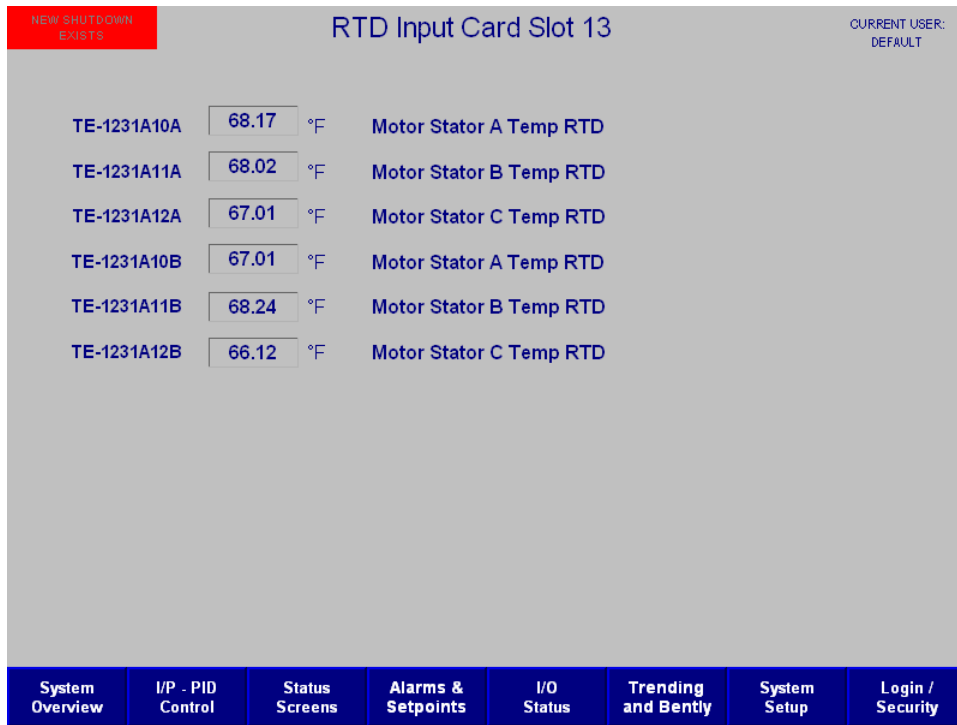 NEW SHUTDOWN
EXISTS
RTD Input Card Slot 13
CURRENT USER:
DEFAULT
TE-1231A10A 68.17 °F Motor Stator A Temp RTD
TE-1231A11A 68.02 °F Motor Stator B Temp RTD
TE-1231A12A 67.01 °F Motor Stator C Temp RTD
TE-1231A10B 67.01 °F Motor Stator A Temp RTD
TE-1231A11B 68.24 °F Motor Stator B Temp RTD
TE-1231A12B 66.12 °F Motor Stator C Temp RTD
System
Overview
I/P - PID
Control
Status
Screens
Alarms &
Setpoints
I/O
Status
Trending
and Bently
System
Setup
Login /
Security